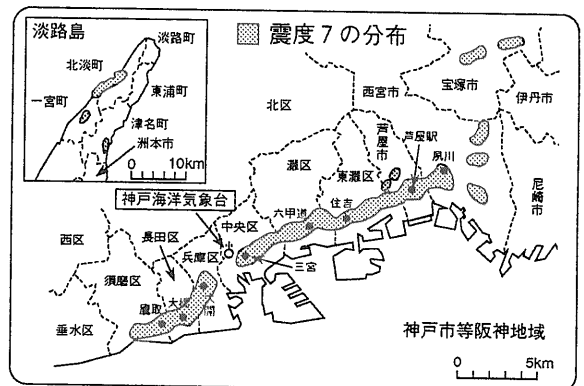 淡路島
淡路町
北淡町
東浦町
一宮町
津名町
洲本市
0 10km
震度7の分布
北区
西宮市
宝塚市
伊丹市
芦屋市
芦屋駅
夙川
尼崎市
灘区
東灘区
住吉
六甲道
神戸海洋気象台
中央区
三宮
兵庫区
長田区
西区
須磨区
鷹取
大
開
垂水区
神戸市等阪神地域
0 5km